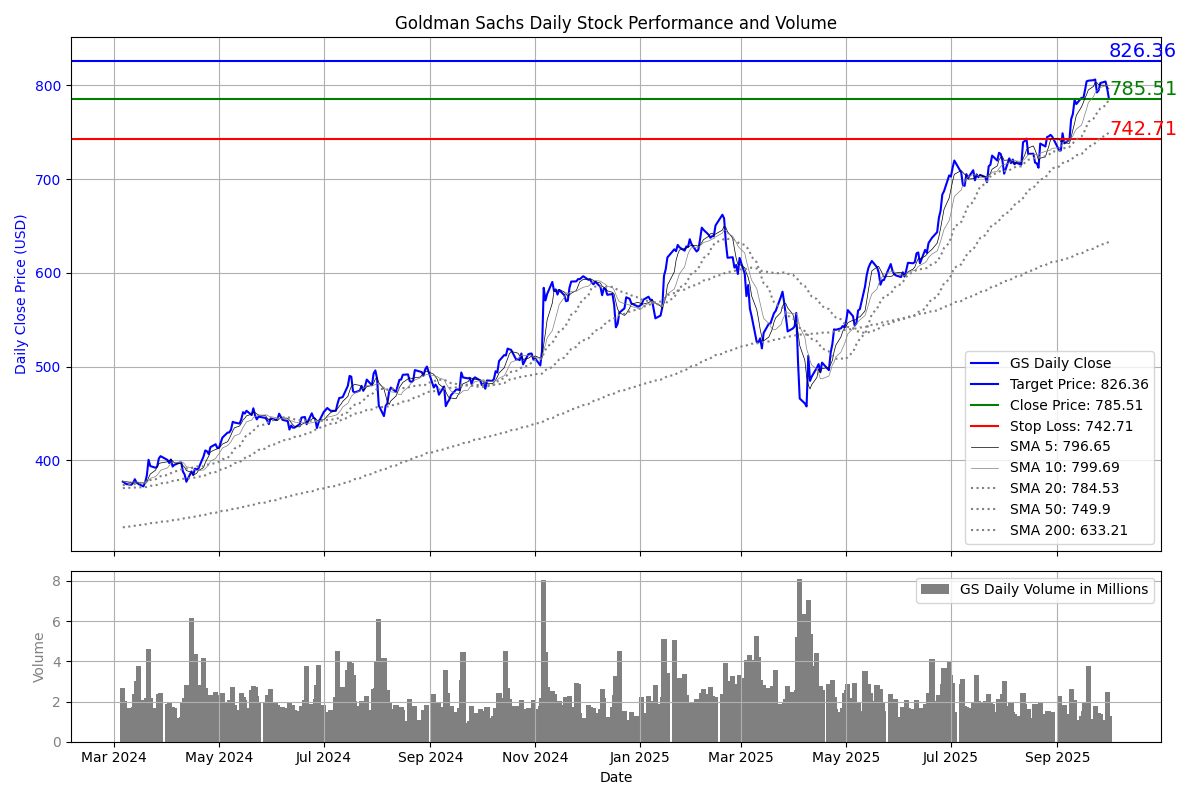 Goldman Sachs Daily Stock Performance and Volume
Daily Close Price (USD)
800
700
600
500
400
826.36
785.51
742.71
GS Daily Close
Target Price: 826.36
Close Price: 785.51
Stop Loss: 742.71
SMA 5: 796.65
SMA 10: 799.69
SMA 20: 784.53
SMA 50: 749.9
SMA 200: 633.21
Volume
8
6
4
2
0
GS Daily Volume in Millions
Mar 2024 May 2024 Jul 2024 Sep 2024 Nov 2024 Jan 2025 Mar 2025 May 2025 Jul 2025 Sep 2025
Date